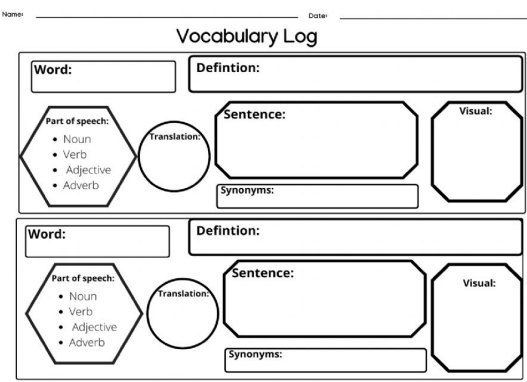 Name: Date:
Vocabulary Log
Word: Defintion:
Part of speech:
• Noun
• Verb
• Adjective
• Adverb
Translation:
Sentence:
Synonyms:
Visual:
Word: Defintion:
Part of speech:
• Noun
• Verb
• Adjective
• Adverb
Translation:
Sentence:
Synonyms:
Visual: